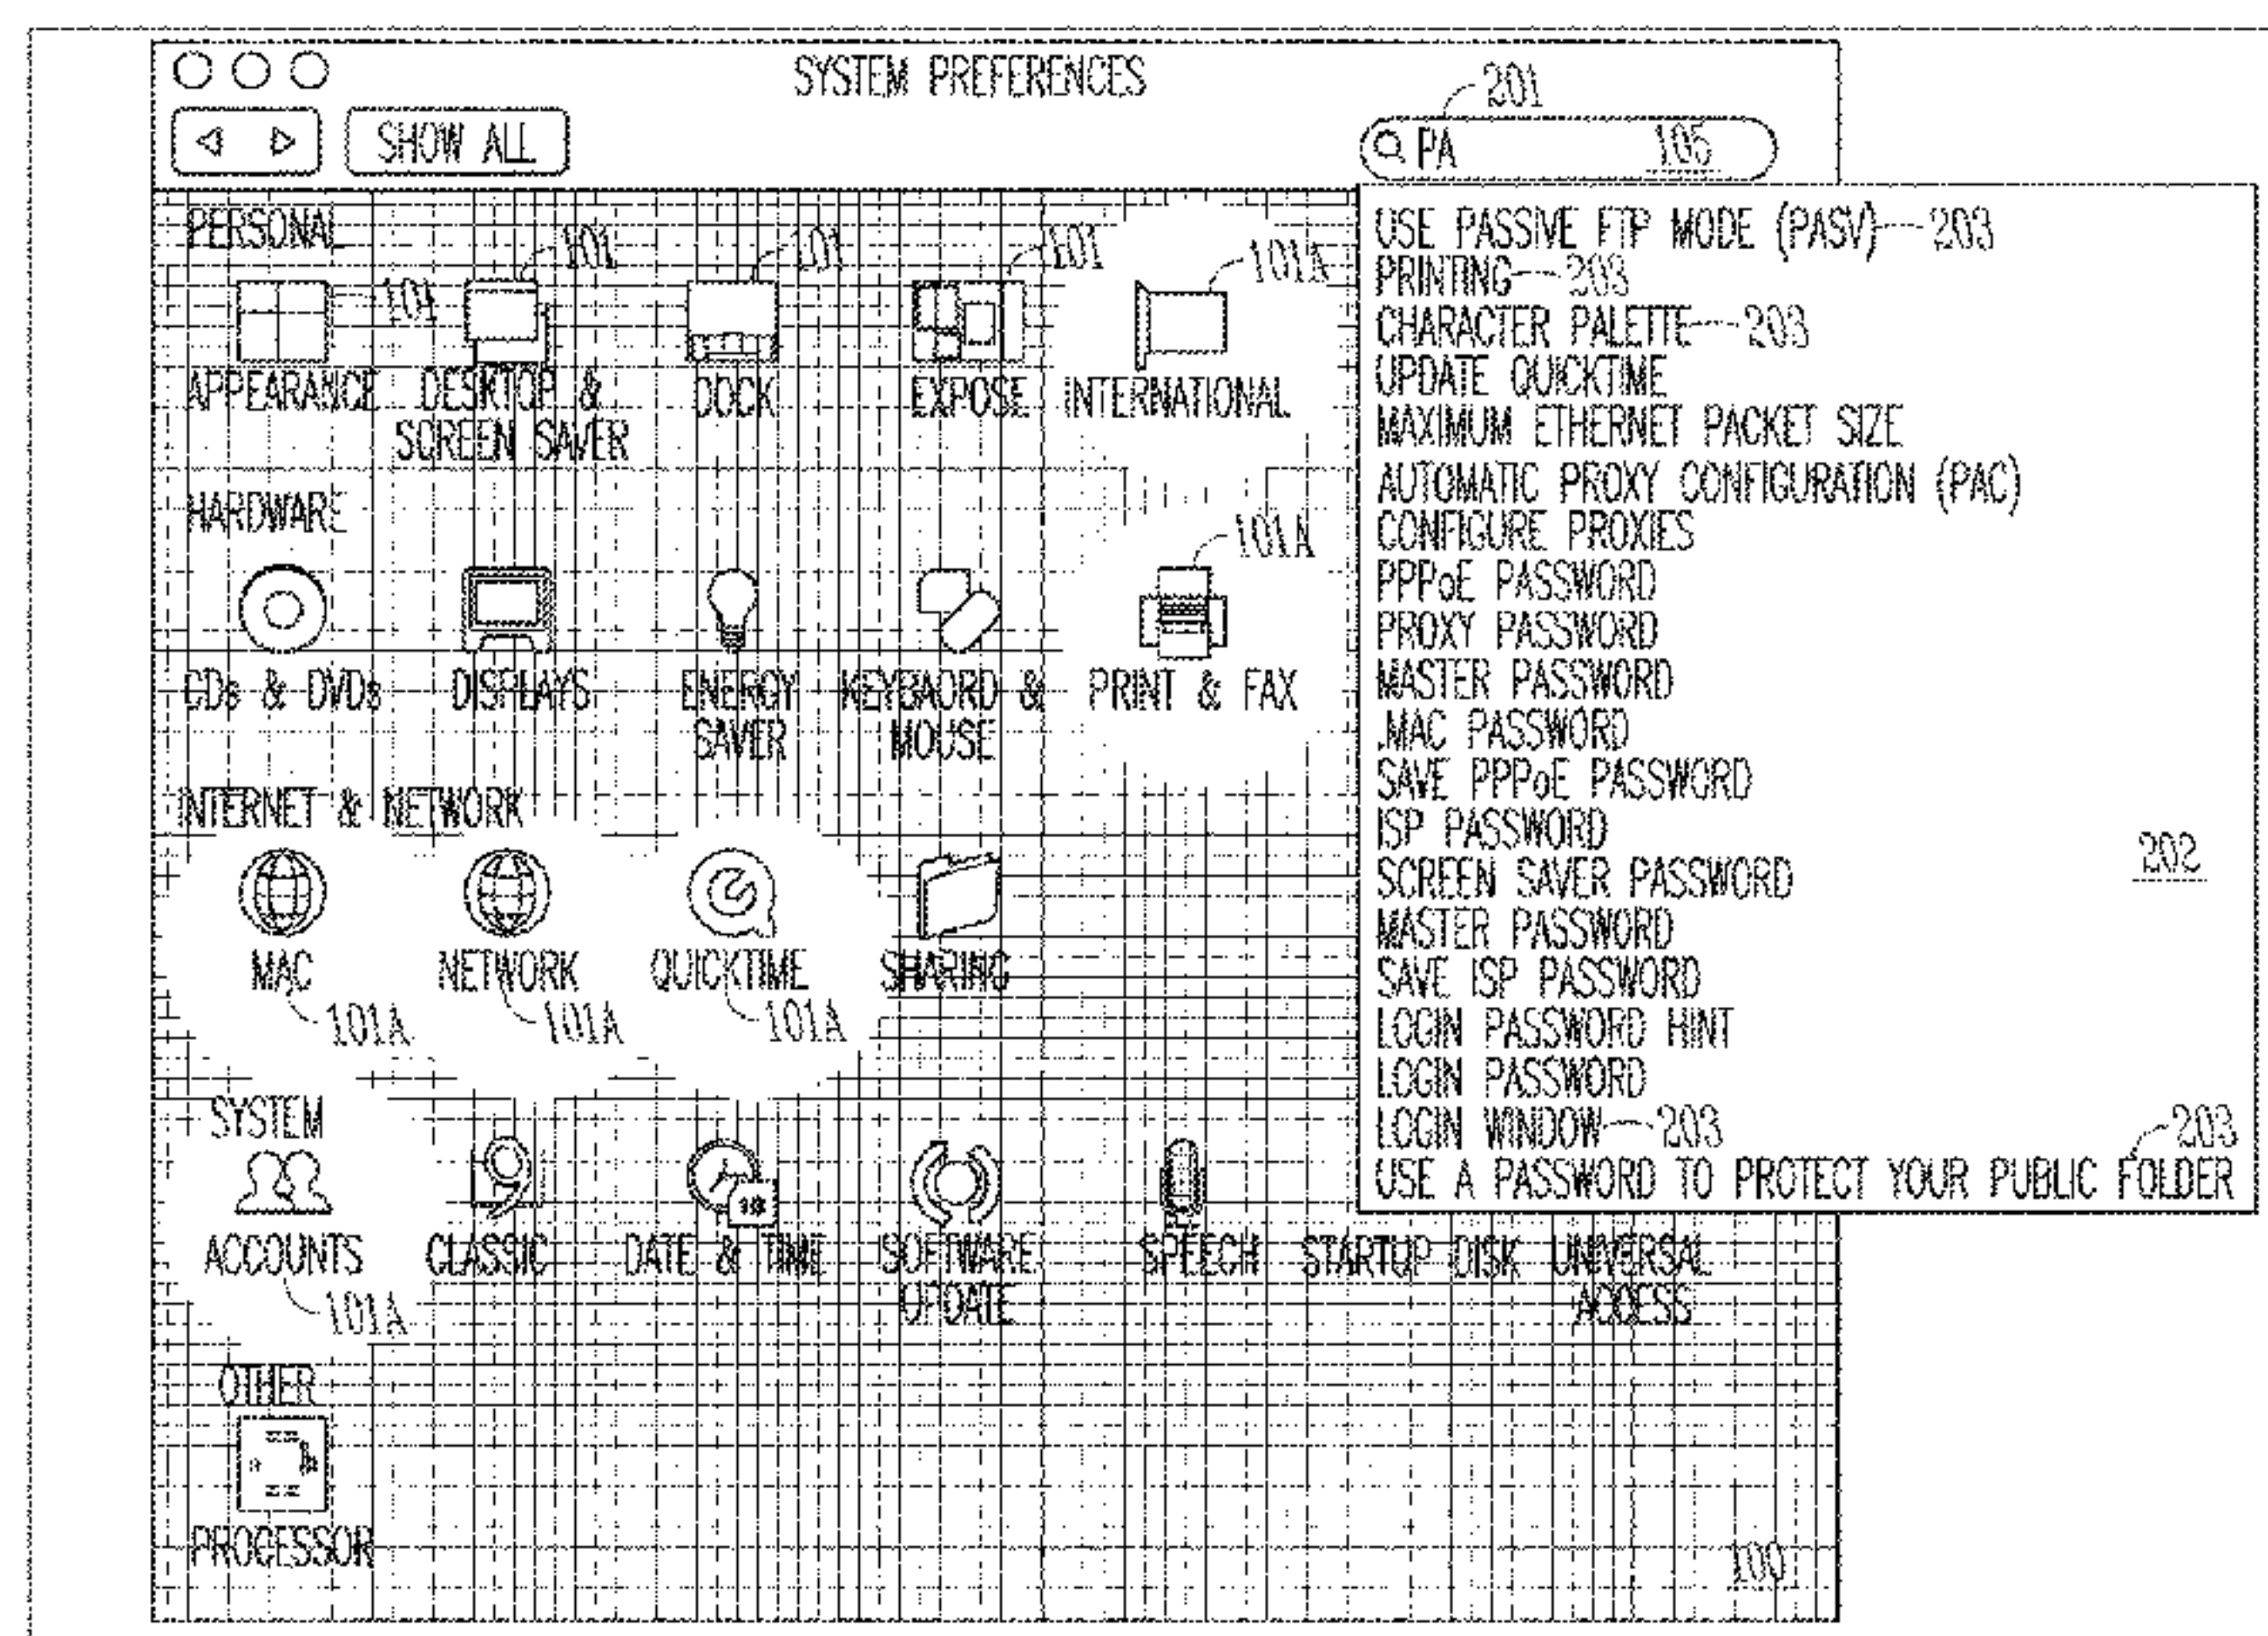 SYSTEM PREFERENCES
SHOW ALL
201
PA 105
PERSONAL
101 101 101 101 101A
APPEARANCE DESKTOP & SCREEN SAVER DOCK EXPOSE INTERNATIONAL
HARDWARE
101A
CDs & DVDs DISPLAYS ENERGY SAVER KEYBAORD & MOUSE PRINT & FAX
INTERNET & NETWORK
MAC NETWORK QUICKTIME SHARING
101A 101A 101A
SYSTEM
18
ACCOUNTS CLASSIC DATE & TIME SOFTWARE UPDATE SPEECH STARTUP DISK UNIVERSAL ACCESS
101A
OTHER
PROCESSOR
100
USE PASSIVE FTP MODE (PASV) 203
PRINTING 203
CHARACTER PALETTE 203
UPDATE QUICKTIME
MAXIMUM ETHERNET PACKET SIZE
AUTOMATIC PROXY CONFIGURATION (PAC)
CONFIGURE PROXIES
PPPoE PASSWORD
PROXY PASSWORD
MASTER PASSWORD
.MAC PASSWORD
SAVE PPPoE PASSWORD
ISP PASSWORD
SCREEN SAVER PASSWORD
202
MASTER PASSWORD
SAVE ISP PASSWORD
LOGIN PASSWORD HINT
LOGIN PASSWORD
LOGIN WINDOW 203
203
USE A PASSWORD TO PROTECT YOUR PUBLIC FOLDER